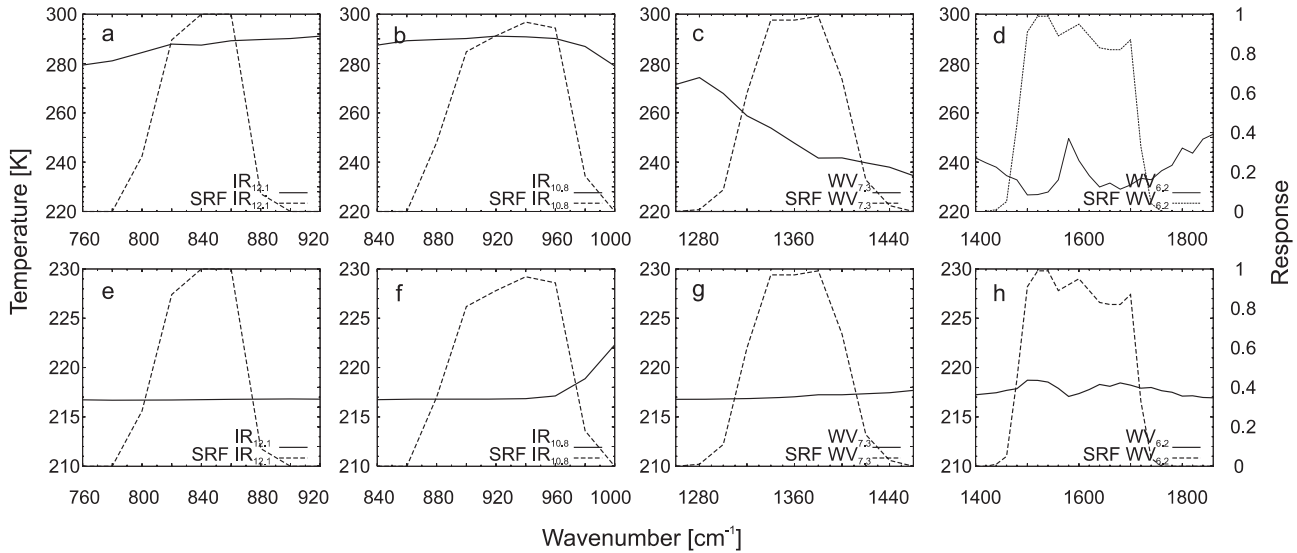 300 300 300 300 1
a b c d
280 280 280 280 0.8
260 260 260 260 0.6
240 240 240 240 0.4
IR12.1 IR10.8 WV7.3 WV6.2 0.2
SRF IR12.1 SRF IR10.8 SRF WV7.3 SRF WV6.2
220 220 220 220 0
760 800 840 880 920 840 880 920 960 1000 1280 1360 1440 1400 1600 1800
Temperature [K]
Response
230 230 230 230 1
e f g h
225 225 225 225 0.8
220 220 220 220 0.6
215 215 215 215 0.4
IR12.1 IR10.8 WV7.3 WV6.2 0.2
SRF IR12.1 SRF IR10.8 SRF WV7.3 SRF WV6.2
210 210 210 210 0
760 800 840 880 920 840 880 920 960 1000 1280 1360 1440 1400 1600 1800
Wavenumber [cm⁻¹]